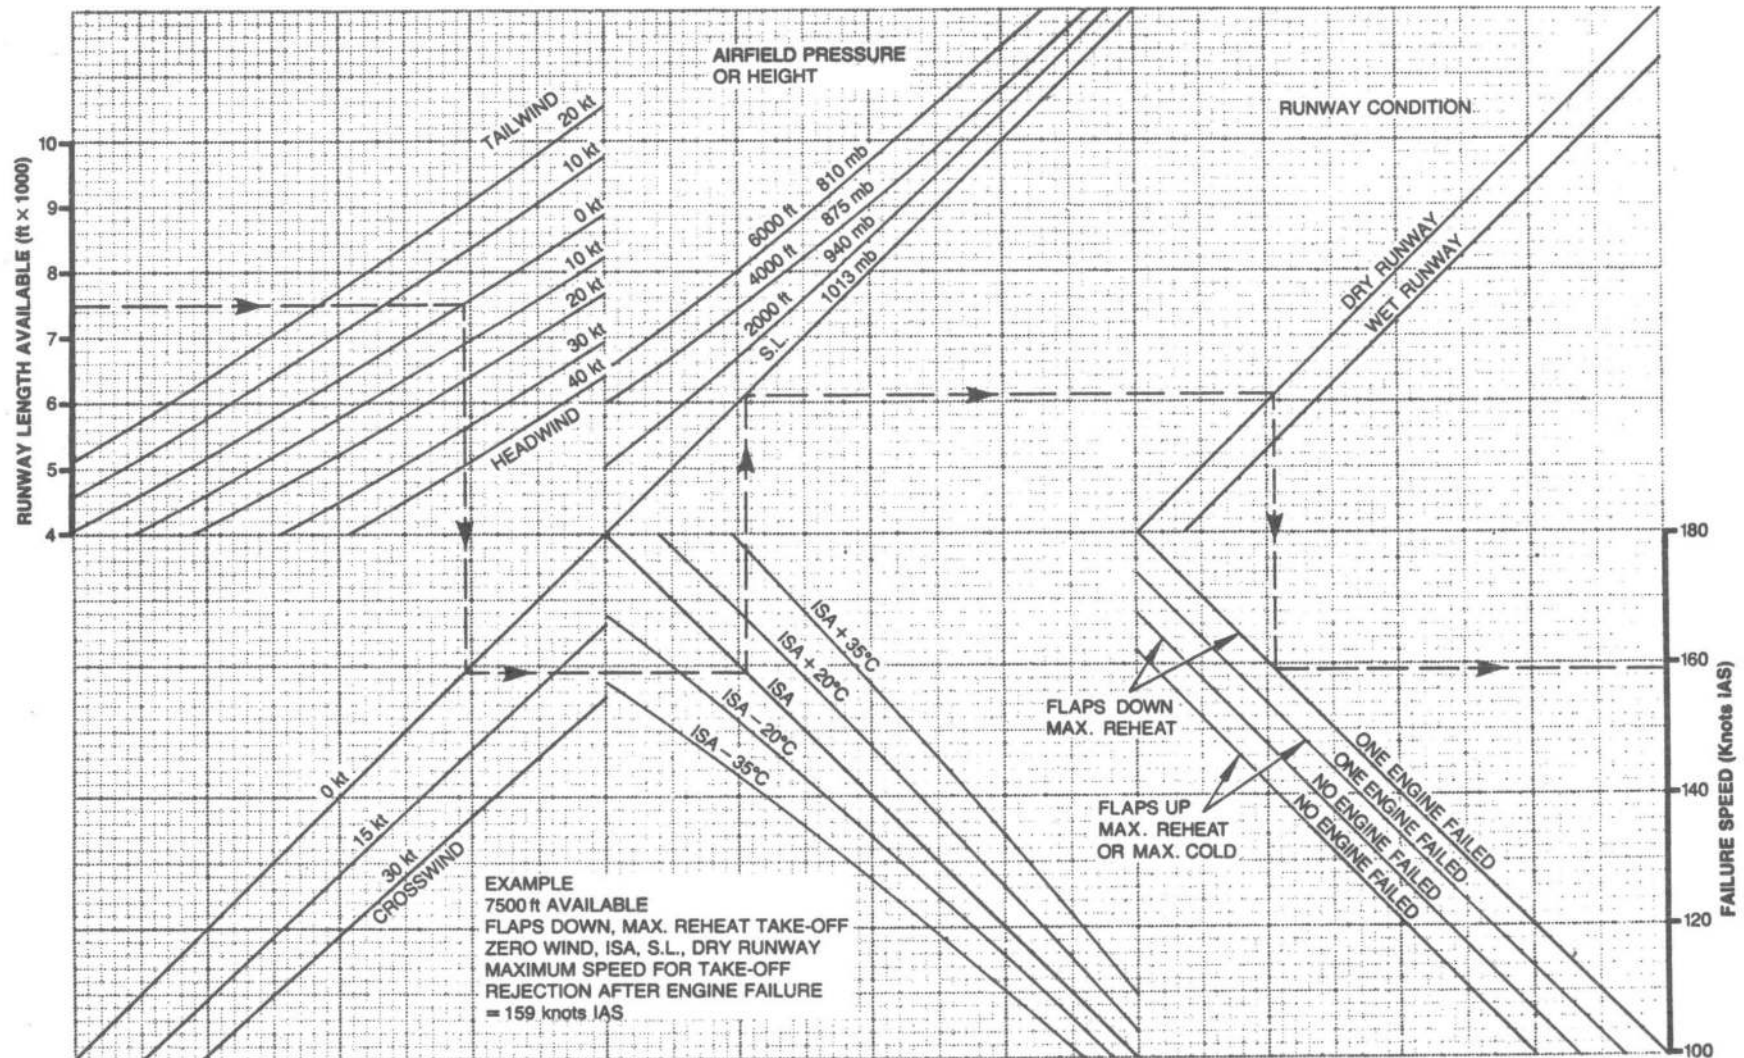 AIRFIELD PRESSURE
OR HEIGHT
RUNWAY CONDITION
RUNWAY LENGTH AVAILABLE (ft × 1000)
10
9
8
7
6
5
4
TAILWIND
20 kt
10 kt
0 kt
10 kt
20 kt
30 kt
40 kt
HEADWIND
6000 ft
810 mb
4000 ft
875 mb
2000 ft
940 mb
S.L.
1013 mb
DRY RUNWAY
WET RUNWAY
0 kt
15 kt
30 kt
CROSSWIND
ISA + 35°C
ISA + 20°C
ISA
ISA – 20°C
ISA – 35°C
EXAMPLE
7500 ft AVAILABLE
FLAPS DOWN, MAX. REHEAT TAKE-OFF
ZERO WIND, ISA, S.L., DRY RUNWAY
MAXIMUM SPEED FOR TAKE-OFF
REJECTION AFTER ENGINE FAILURE
= 159 knots IAS
FLAPS DOWN
MAX. REHEAT
FLAPS UP
MAX. REHEAT
OR MAX. COLD
ONE ENGINE FAILED
ONE ENGINE FAILED
NO ENGINE FAILED
NO ENGINE FAILED
180
160
140
120
100
FAILURE SPEED (Knots IAS)